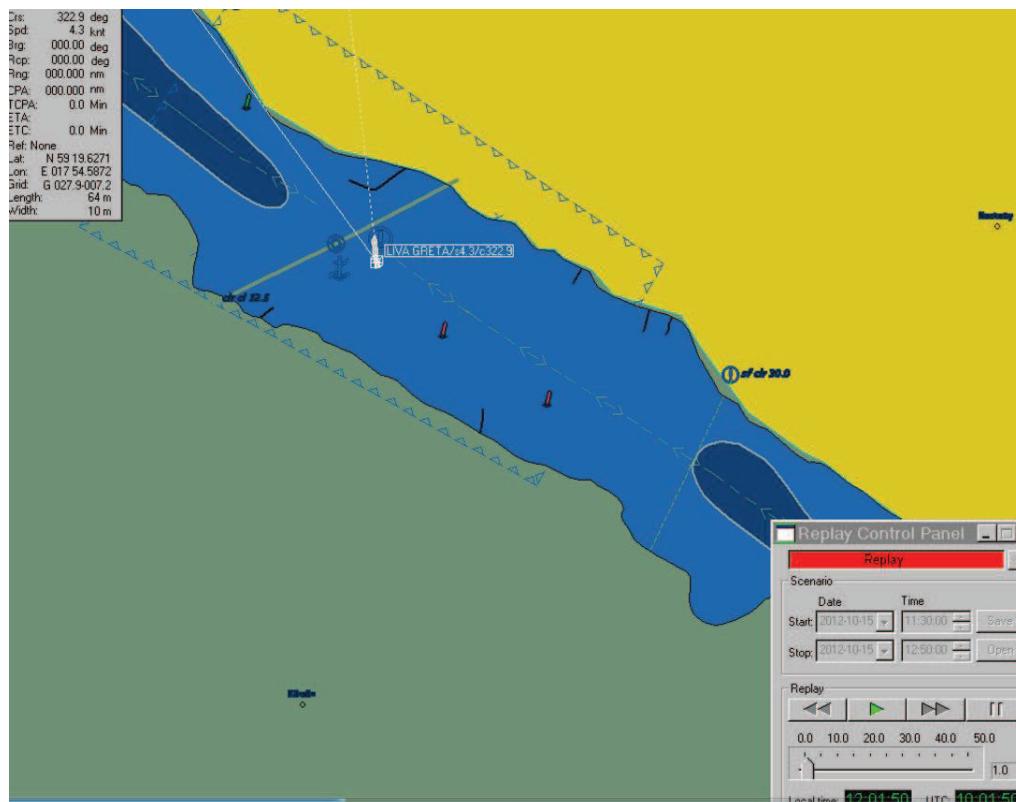 Crs: 322.9 deg
Spd: 4.3 knt
Brg: 000.00 deg
Rcp: 000.00 deg
Rng: 000.000 nm
CPA: 000.000 nm
TCPA: 0.0 Min
ETA:
ETC: 0.0 Min
Ref: None
Lat: N 59 19.6271
Lon: E 017 54.5872
Grid: G 027.9-007.2
Length: 64 m
Width: 10 m
LIVA GRETA/s4.3/c322.9
clr cl 12.5
sf clr 30.0
Replay Control Panel
Replay
Scenario
Date Time
Start: 2012-10-15 11:30:00 Save
Stop: 2012-10-15 12:50:00 Open
Replay
0.0 10.0 20.0 30.0 40.0 50.0
1.0
Local time: 12:01:50 UTC: 10:01:50